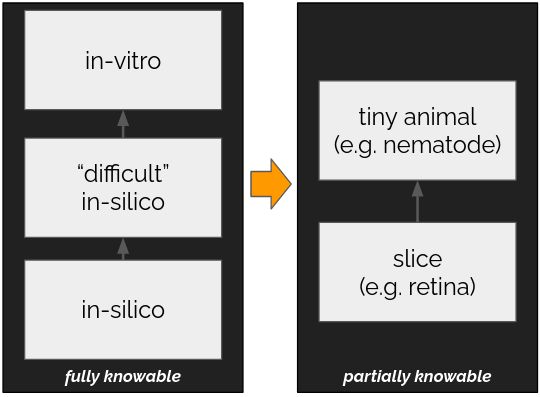 in-vitro
“difficult”
in-silico
in-silico
fully knowable
tiny animal
(e.g. nematode)
slice
(e.g. retina)
partially knowable